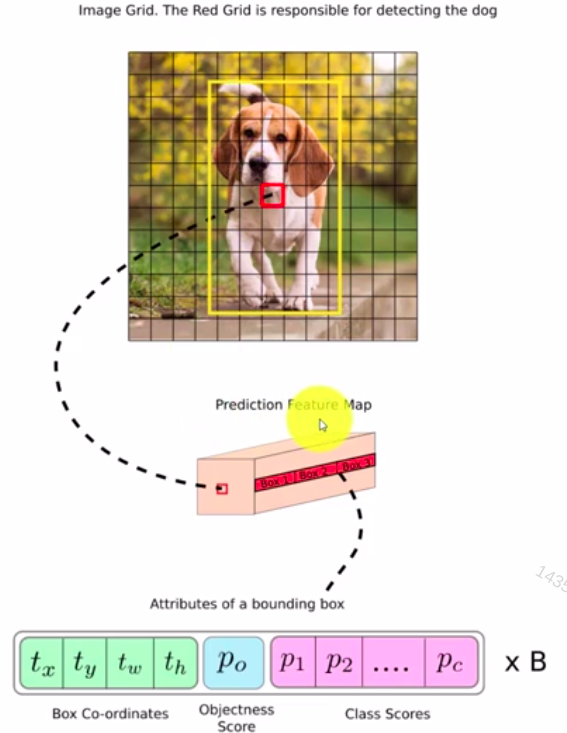 Image Grid. The Red Grid is responsible for detecting the dog
Prediction Feature Map
Box 1 Box 2 Box 3
Attributes of a bounding box
1435
t_x t_y t_w t_h p_o p_1 p_2 .... p_c x B
Box Co-ordinates Objectness Score Class Scores